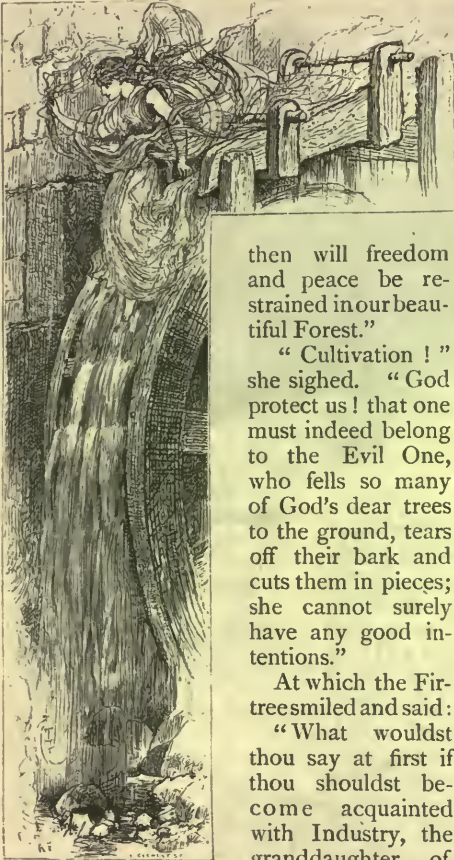 then will freedom
and peace be re-
strained in our beau-
tiful Forest.”
“ Cultivation ! ”
she sighed. “ God
protect us ! that one
must indeed belong
to the Evil One,
who fells so many
of God's dear trees
to the ground, tears
off their bark and
cuts them in pieces;
she cannot surely
have any good in-
tentions.”
At which the Fir-
tree smiled and said :
“ What wouldst
thou say at first if
thou shouldst be-
come acquainted
with Industry, the
granddaughter of